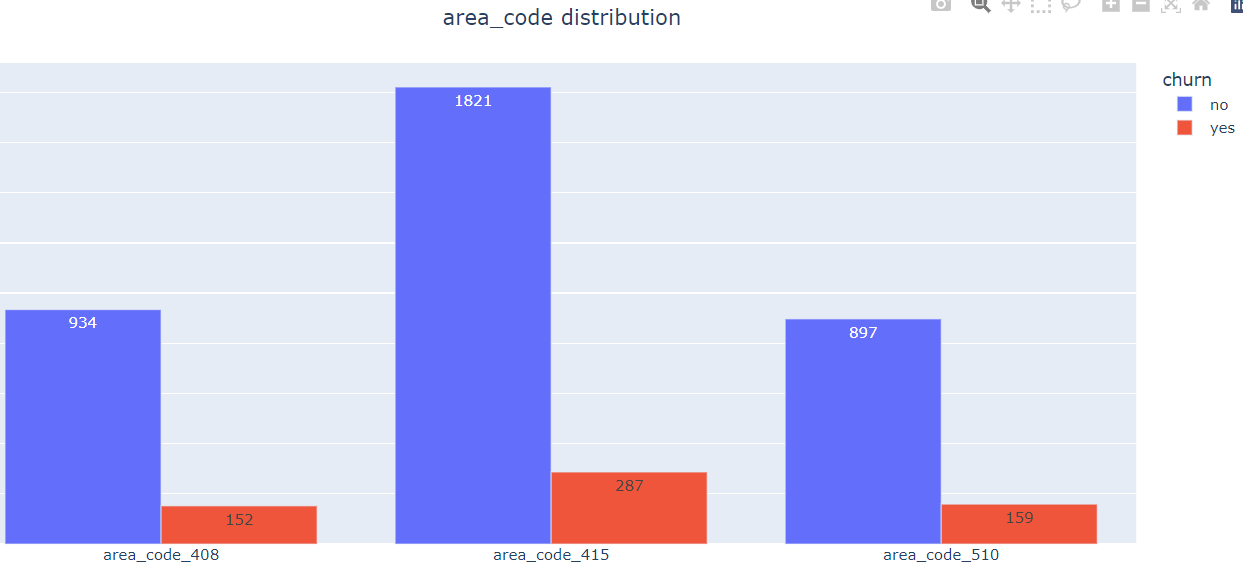 area_code distribution
churn
no
yes
1821
934
897
152
287
159
area_code_408
area_code_415
area_code_510